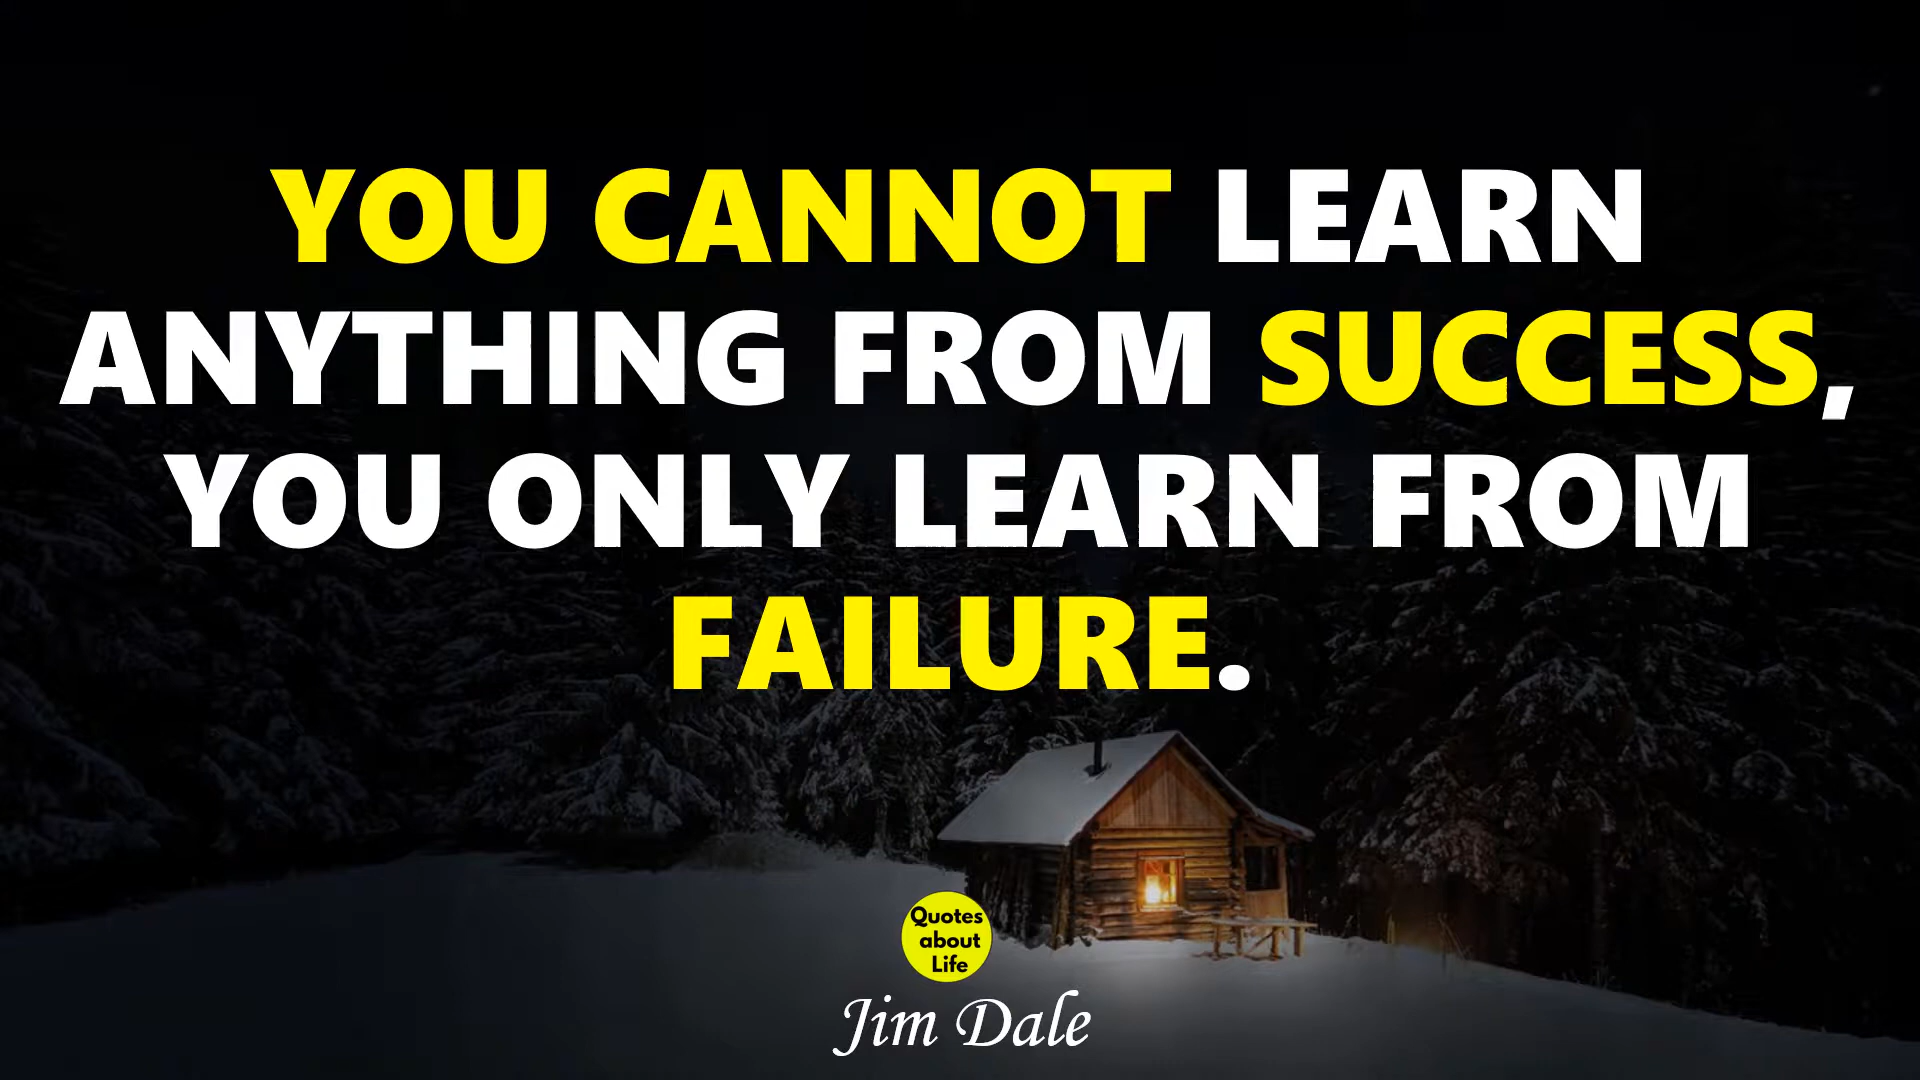 YOU CANNOT LEARN
ANYTHING FROM SUCCESS,
YOU ONLY LEARN FROM
FAILURE.
Quotes
about
Life
Jim Dale